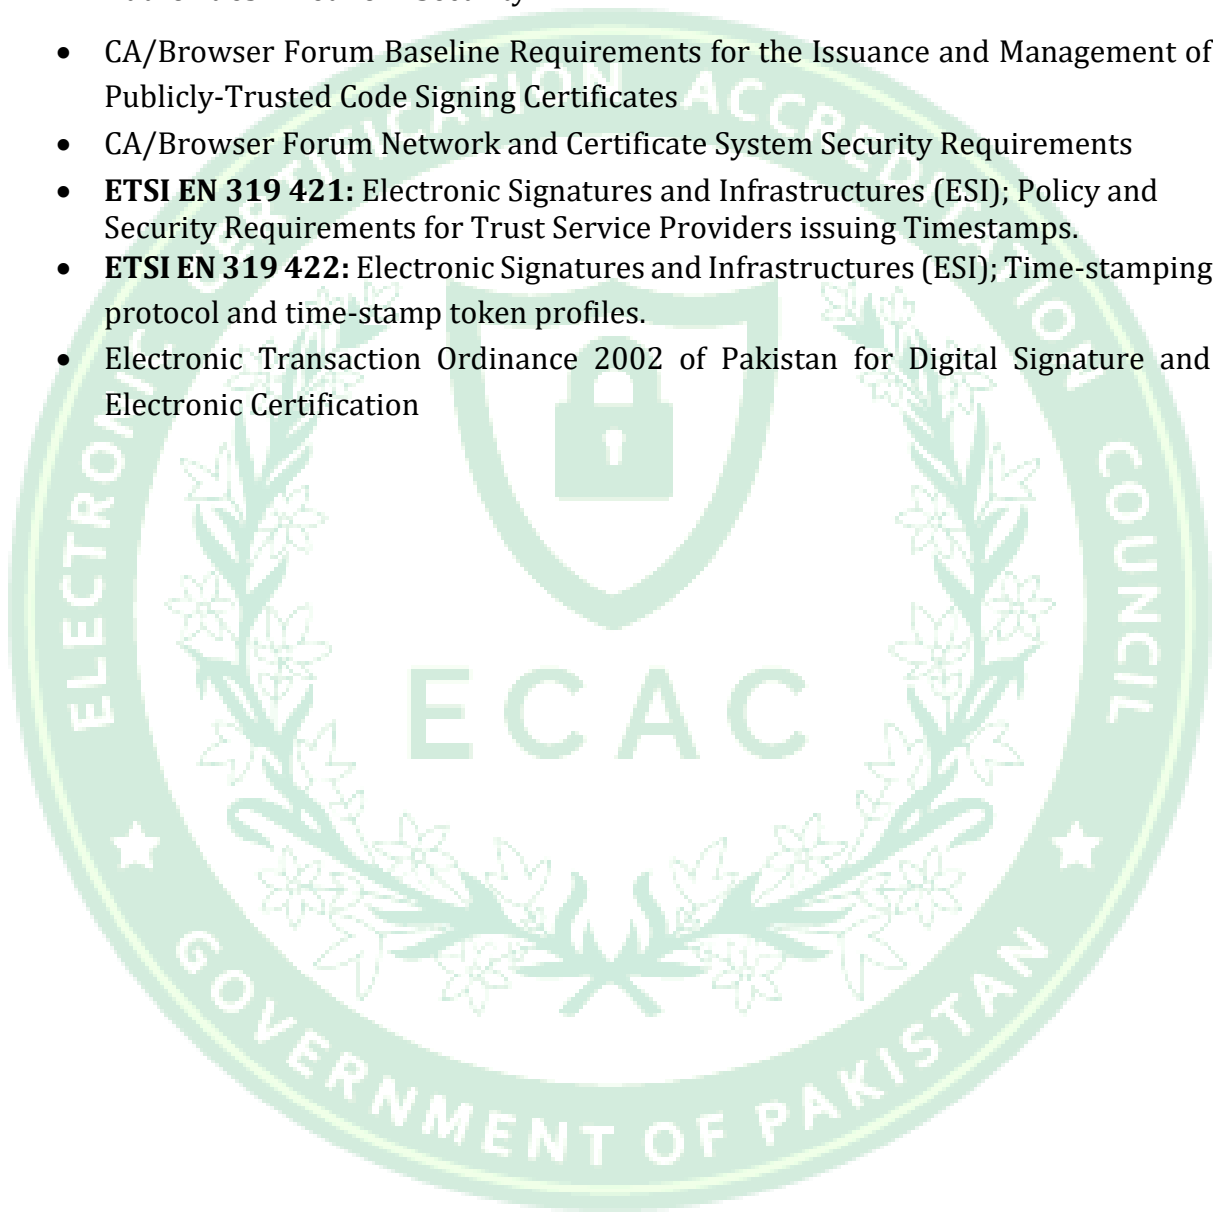 • CA/Browser Forum Baseline Requirements for the Issuance and Management of
Publicly-Trusted Code Signing Certificates
• CA/Browser Forum Network and Certificate System Security Requirements
• ETSI EN 319 421: Electronic Signatures and Infrastructures (ESI); Policy and
Security Requirements for Trust Service Providers issuing Timestamps.
• ETSI EN 319 422: Electronic Signatures and Infrastructures (ESI); Time-stamping
protocol and time-stamp token profiles.
• Electronic Transaction Ordinance 2002 of Pakistan for Digital Signature and
Electronic Certification
ELECTRONIC CERTIFICATION ACCREDITATION COUNCIL
ECAC
GOVERNMENT OF PAKISTAN